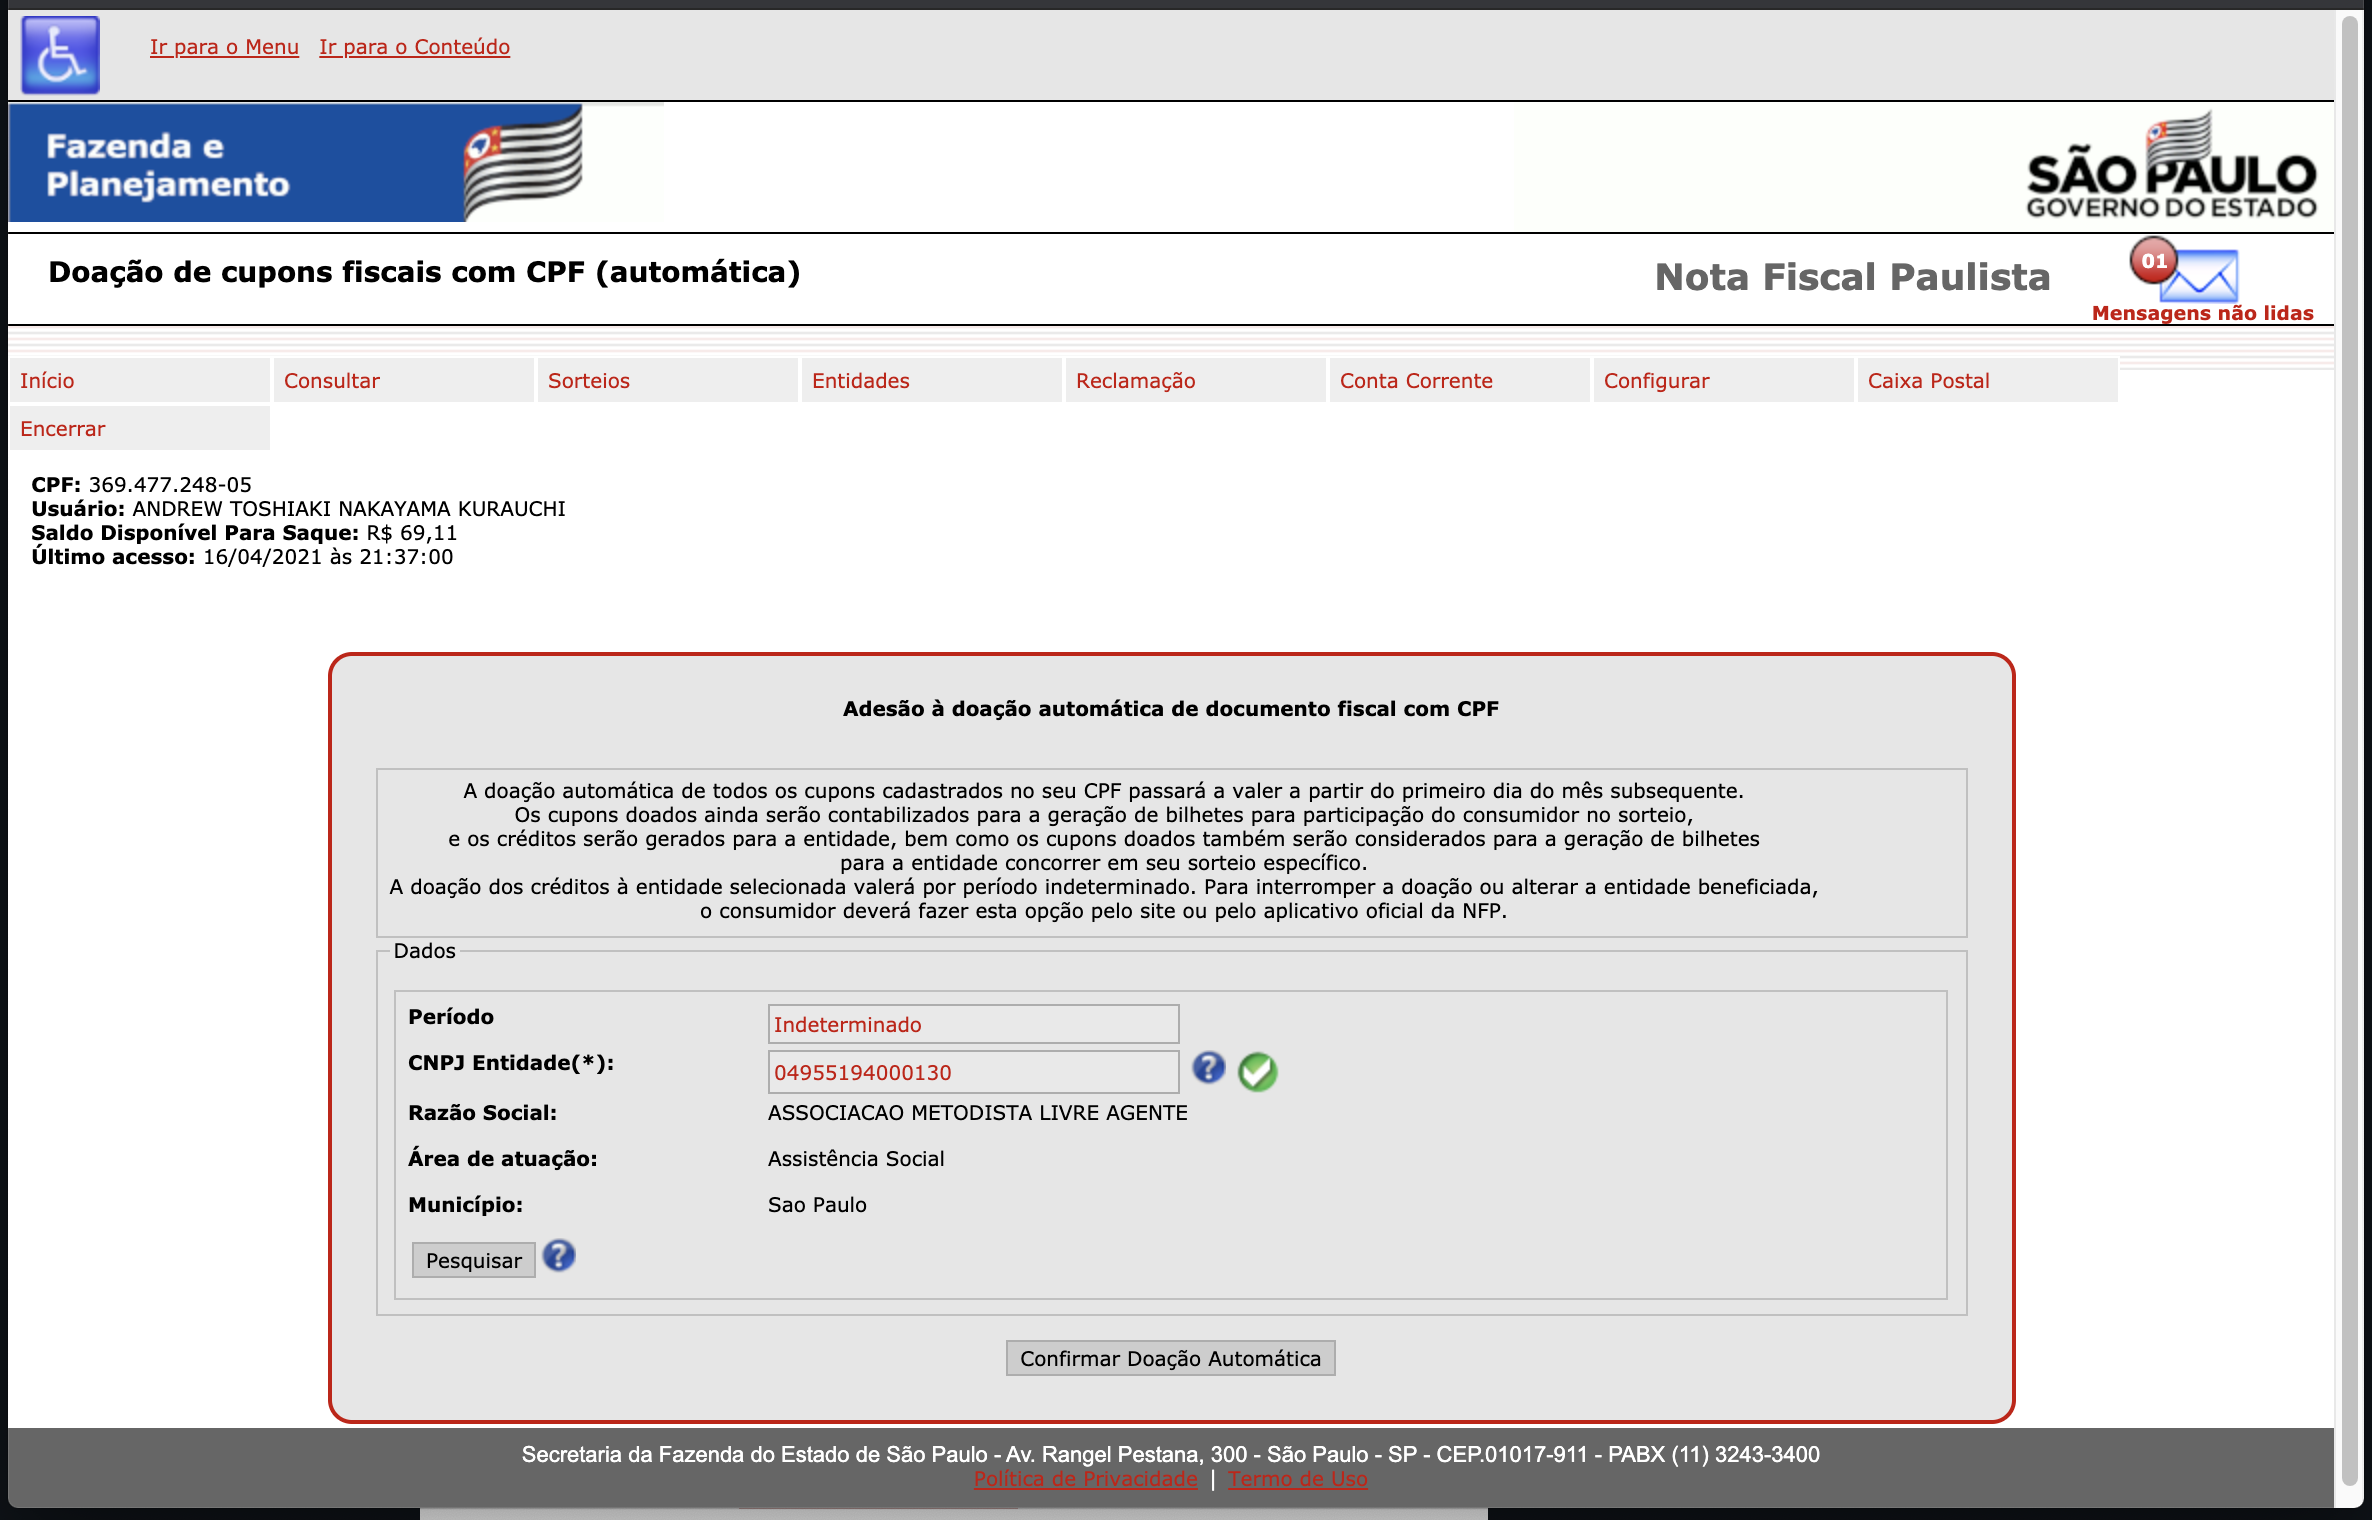 Ir para o Menu Ir para o Conteúdo
Fazenda e
Planejamento
SÃO PAULO
GOVERNO DO ESTADO
Doação de cupons fiscais com CPF (automática)
Nota Fiscal Paulista
01
Mensagens não lidas
Início Consultar Sorteios Entidades Reclamação Conta Corrente Configurar Caixa Postal
Encerrar
CPF: 369.477.248-05
Usuário: ANDREW TOSHIAKI NAKAYAMA KURAUCHI
Saldo Disponível Para Saque: R$ 69,11
Último acesso: 16/04/2021 às 21:37:00
Adesão à doação automática de documento fiscal com CPF
A doação automática de todos os cupons cadastrados no seu CPF passará a valer a partir do primeiro dia do mês subsequente.
Os cupons doados ainda serão contabilizados para a geração de bilhetes para participação do consumidor no sorteio,
e os créditos serão gerados para a entidade, bem como os cupons doados também serão considerados para a geração de bilhetes
para a entidade concorrer em seu sorteio específico.
A doação dos créditos à entidade selecionada valerá por período indeterminado. Para interromper a doação ou alterar a entidade beneficiada,
o consumidor deverá fazer esta opção pelo site ou pelo aplicativo oficial da NFP.
Dados
Período Indeterminado
CNPJ Entidade(*): 04955194000130 ?
Razão Social: ASSOCIACAO METODISTA LIVRE AGENTE
Área de atuação: Assistência Social
Município: Sao Paulo
Pesquisar ?
Confirmar Doação Automática
Secretaria da Fazenda do Estado de São Paulo - Av. Rangel Pestana, 300 - São Paulo - SP - CEP.01017-911 - PABX (11) 3243-3400
Política de Privacidade | Termo de Uso